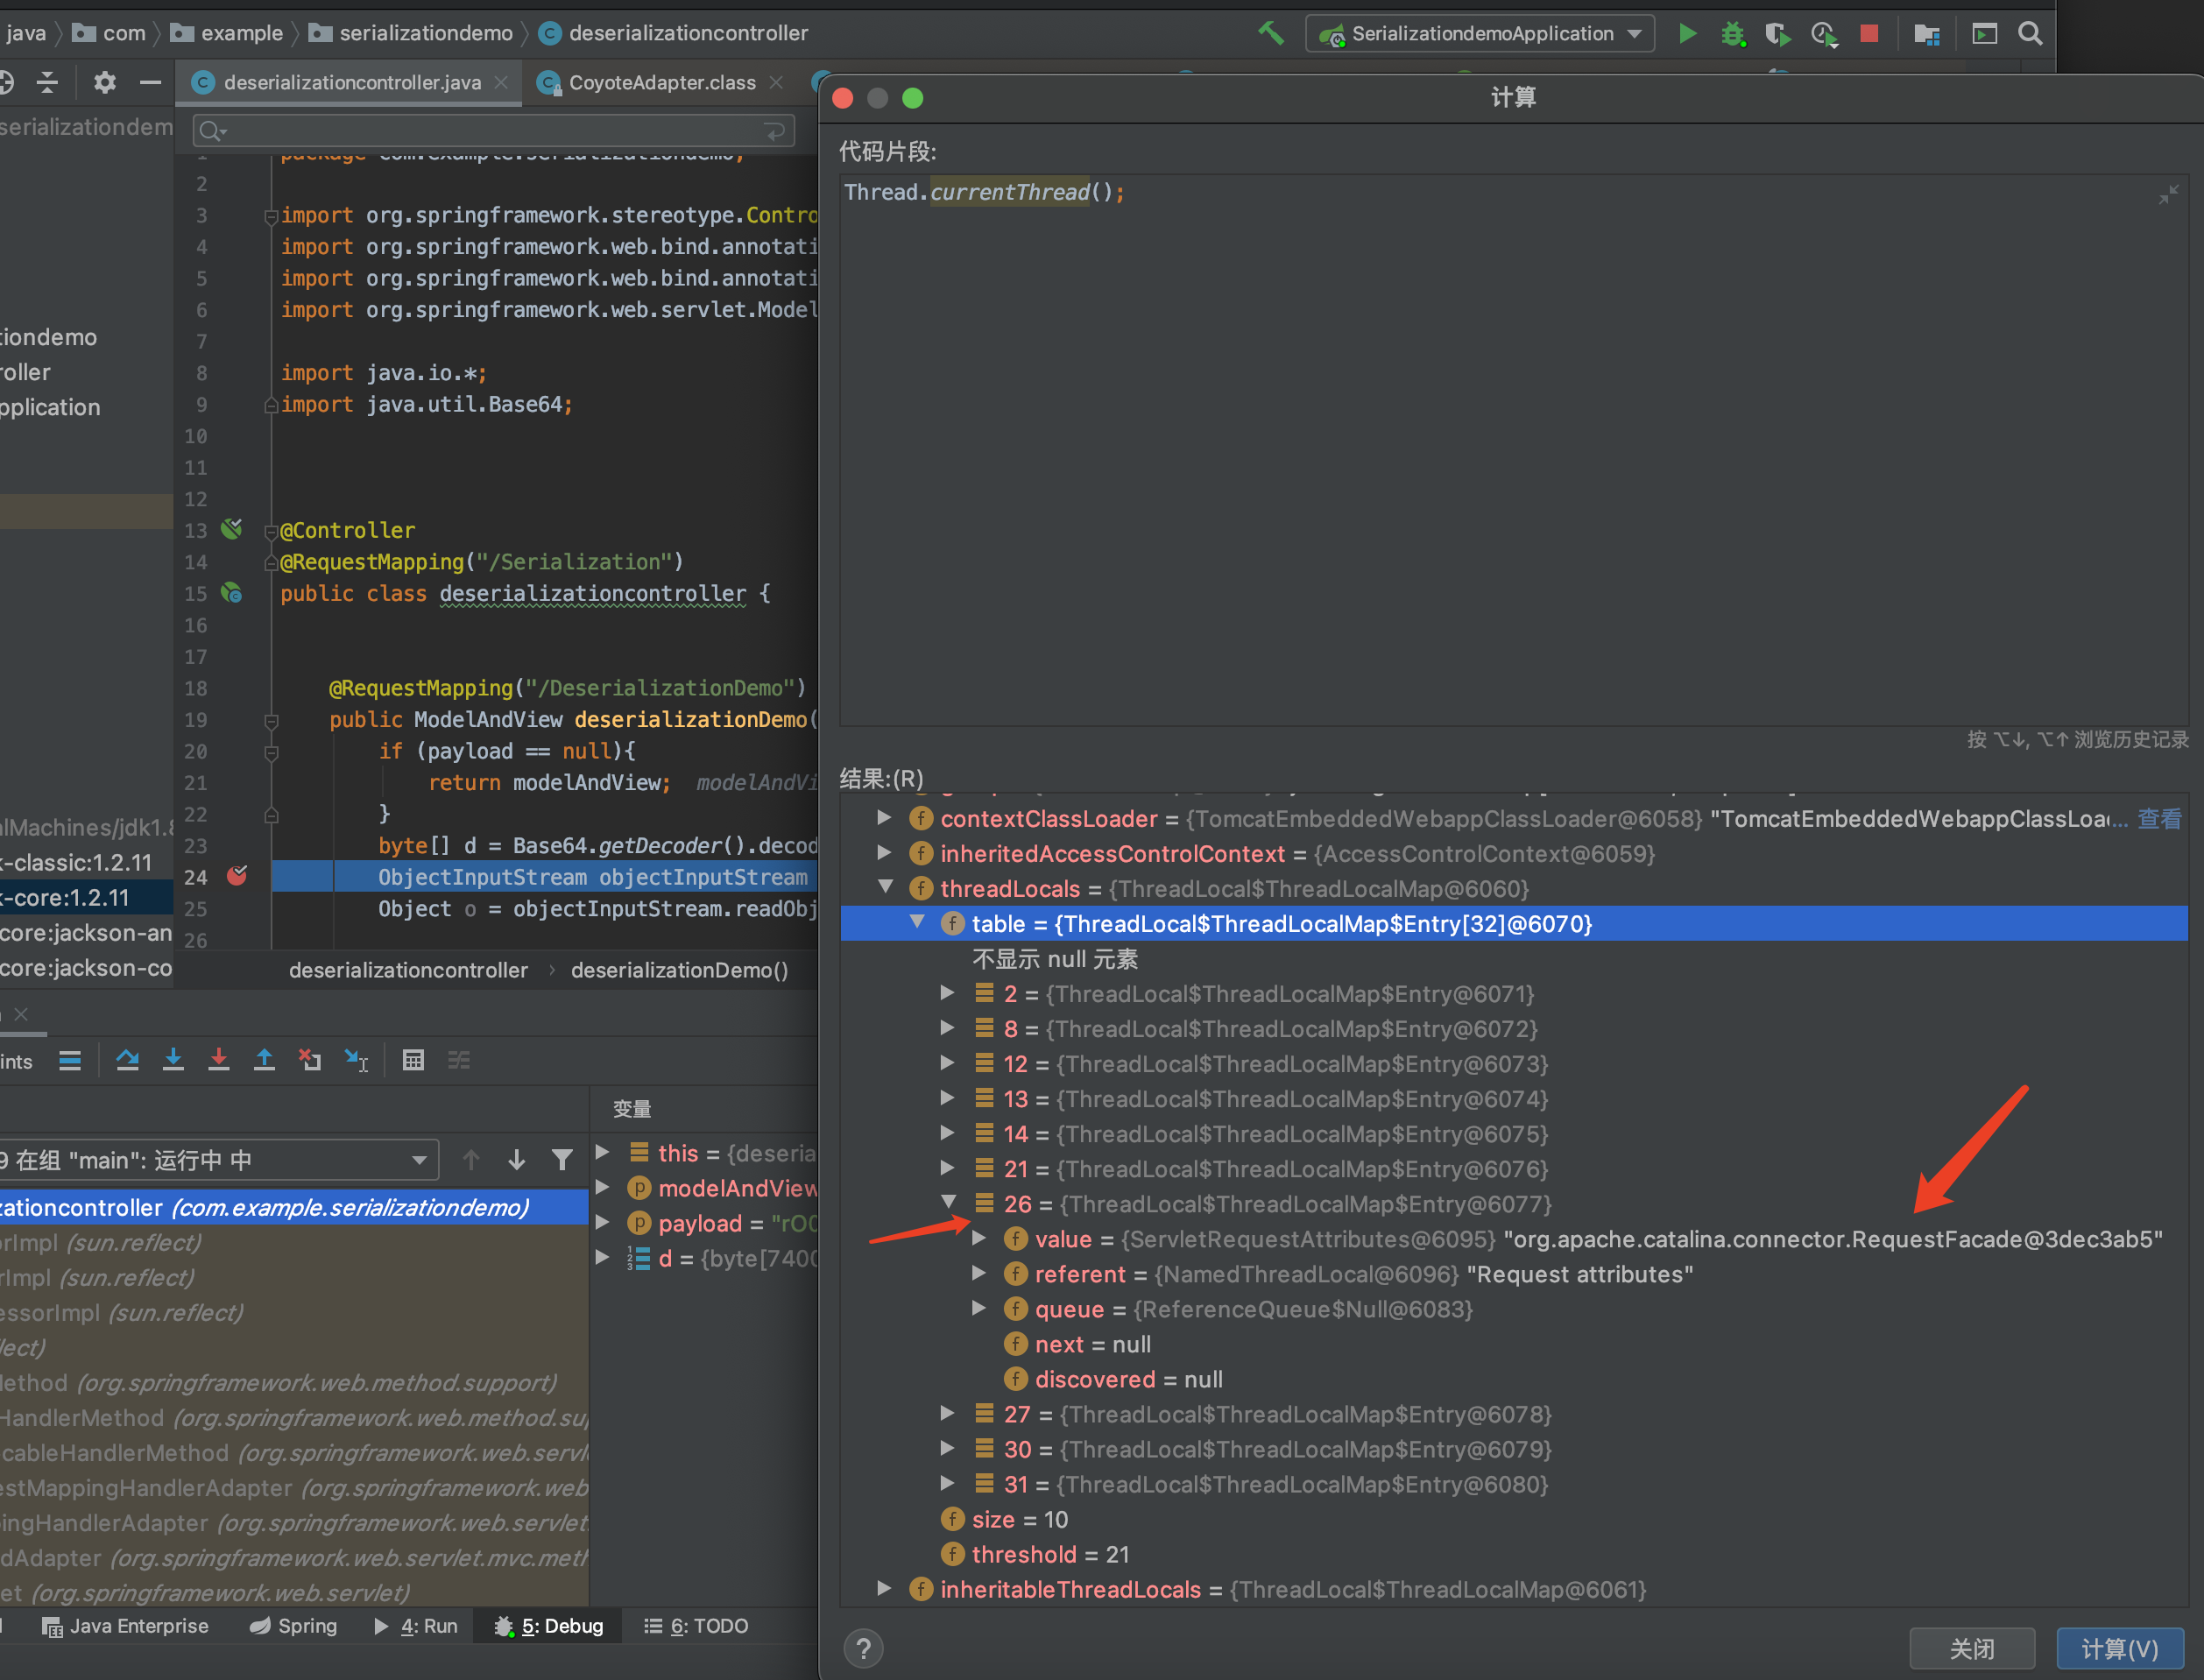 java com example serializationdemo deserializationcontroller SerializationdemoApplication
deserializationcontroller.java CoyoteAdapter.class
serializationdem
tiondemo
roller
pplication
alMachines/jdk1.8
k-classic:1.2.11
k-core:1.2.11
core:jackson-an
core:jackson-co
1 package com.example.serializationdemo;
2
3 import org.springframework.stereotype.Contro
4 import org.springframework.web.bind.annotati
5 import org.springframework.web.bind.annotati
6 import org.springframework.web.servlet.Model
7
8 import java.io.*;
9 import java.util.Base64;
10
11
12
13 @Controller
14 @RequestMapping("/Serialization")
15 public class deserializationcontroller {
16
17
18 @RequestMapping("/DeserializationDemo")
19 public ModelAndView deserializationDemo(
20 if (payload == null){
21 return modelAndView; modelAndVi
22 }
23 byte[] d = Base64.getDecoder().decod
24 ObjectInputStream objectInputStream
25 Object o = objectInputStream.readObj
26
deserializationcontroller › deserializationDemo()
ints
变量
9 在组 "main": 运行中 中
zationcontroller (com.example.serializationdemo)
orImpl (sun.reflect)
rImpl (sun.reflect)
essorImpl (sun.reflect)
lect)
Method (org.springframework.web.method.support)
HandlerMethod (org.springframework.web.method.sup
cableHandlerMethod (org.springframework.web.servle
estMappingHandlerAdapter (org.springframework.web
pingHandlerAdapter (org.springframework.web.servlet.
dAdapter (org.springframework.web.servlet.mvc.meth
et (org.springframework.web.servlet)
this = {deseria
modelAndView
payload = "rO0
d = {byte[7400
Java Enterprise Spring 4: Run 5: Debug 6: TODO
计算
代码片段:
Thread.currentThread();
按 ⌥↓, ⌥↑ 浏览历史记录
结果:(R)
contextClassLoader = {TomcatEmbeddedWebappClassLoader@6058} "TomcatEmbeddedWebappClassLoa... 查看
inheritedAccessControlContext = {AccessControlContext@6059}
threadLocals = {ThreadLocal$ThreadLocalMap@6060}
table = {ThreadLocal$ThreadLocalMap$Entry[32]@6070}
不显示 null 元素
2 = {ThreadLocal$ThreadLocalMap$Entry@6071}
8 = {ThreadLocal$ThreadLocalMap$Entry@6072}
12 = {ThreadLocal$ThreadLocalMap$Entry@6073}
13 = {ThreadLocal$ThreadLocalMap$Entry@6074}
14 = {ThreadLocal$ThreadLocalMap$Entry@6075}
21 = {ThreadLocal$ThreadLocalMap$Entry@6076}
26 = {ThreadLocal$ThreadLocalMap$Entry@6077}
value = {ServletRequestAttributes@6095} "org.apache.catalina.connector.RequestFacade@3dec3ab5"
referent = {NamedThreadLocal@6096} "Request attributes"
queue = {ReferenceQueue$Null@6083}
next = null
discovered = null
27 = {ThreadLocal$ThreadLocalMap$Entry@6078}
30 = {ThreadLocal$ThreadLocalMap$Entry@6079}
31 = {ThreadLocal$ThreadLocalMap$Entry@6080}
size = 10
threshold = 21
inheritableThreadLocals = {ThreadLocal$ThreadLocalMap@6061}
? 关闭 计算(V)